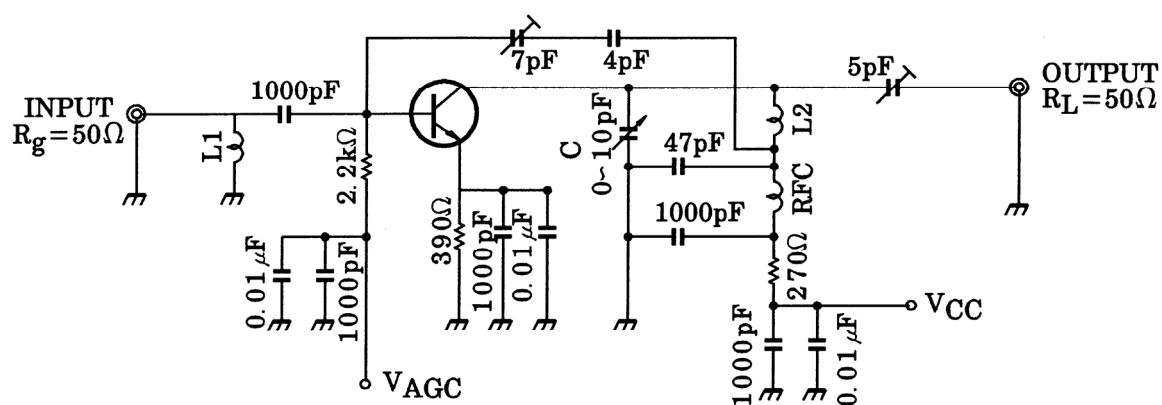 7pF
4pF
5pF
OUTPUT
R_L=50Ω
1000pF
INPUT
R_g=50Ω
L1
2.2kΩ
C
0~10pF
47pF
L2
RFC
1000pF
390Ω
1000pF
0.01μF
0.01μF
1000pF
270Ω
V_CC
1000pF
0.01μF
V_AGC